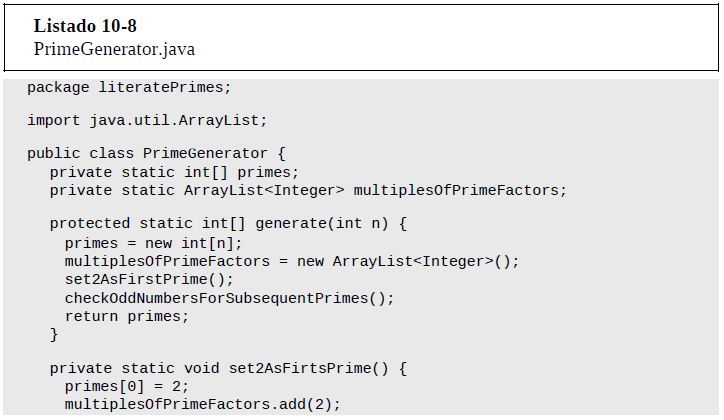 Listado 10-8
PrimeGenerator.java
package literatePrimes;
import java.util.ArrayList;
public class PrimeGenerator {
private static int[] primes;
private static ArrayList<Integer> multiplesOfPrimeFactors;
protected static int[] generate(int n) {
primes = new int[n];
multiplesOfPrimeFactors = new ArrayList<Integer>();
set2AsFirstPrime();
checkOddNumbersForSubsequentPrimes();
return primes;
}
private static void set2AsFirtsPrime() {
primes[0] = 2;
multiplesOfPrimeFactors.add(2);